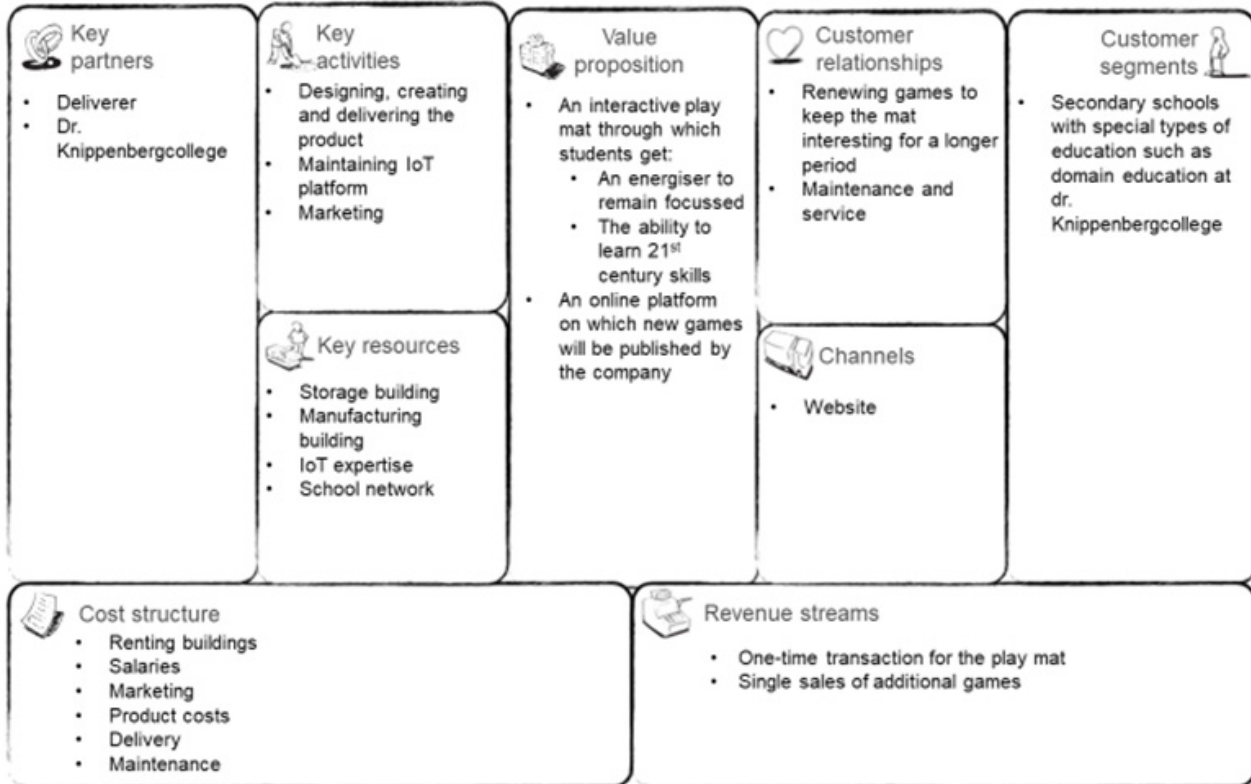 Key
partners
• Deliverer
• Dr.
Knippenbergcollege
Key
activities
• Designing, creating
and delivering the
product
• Maintaining IoT
platform
• Marketing
Key resources
• Storage building
• Manufacturing
building
• IoT expertise
• School network
Value
proposition
• An interactive play
mat through which
students get:
• An energiser to
remain focussed
• The ability to
learn 21st
century skills
• An online platform
on which new games
will be published by
the company
Customer
relationships
• Renewing games to
keep the mat
interesting for a longer
period
• Maintenance and
service
Channels
• Website
Customer
segments
• Secondary schools
with special types of
education such as
domain education at
dr.
Knippenbergcollege
Cost structure
• Renting buildings
• Salaries
• Marketing
• Product costs
• Delivery
• Maintenance
Revenue streams
• One-time transaction for the play mat
• Single sales of additional games